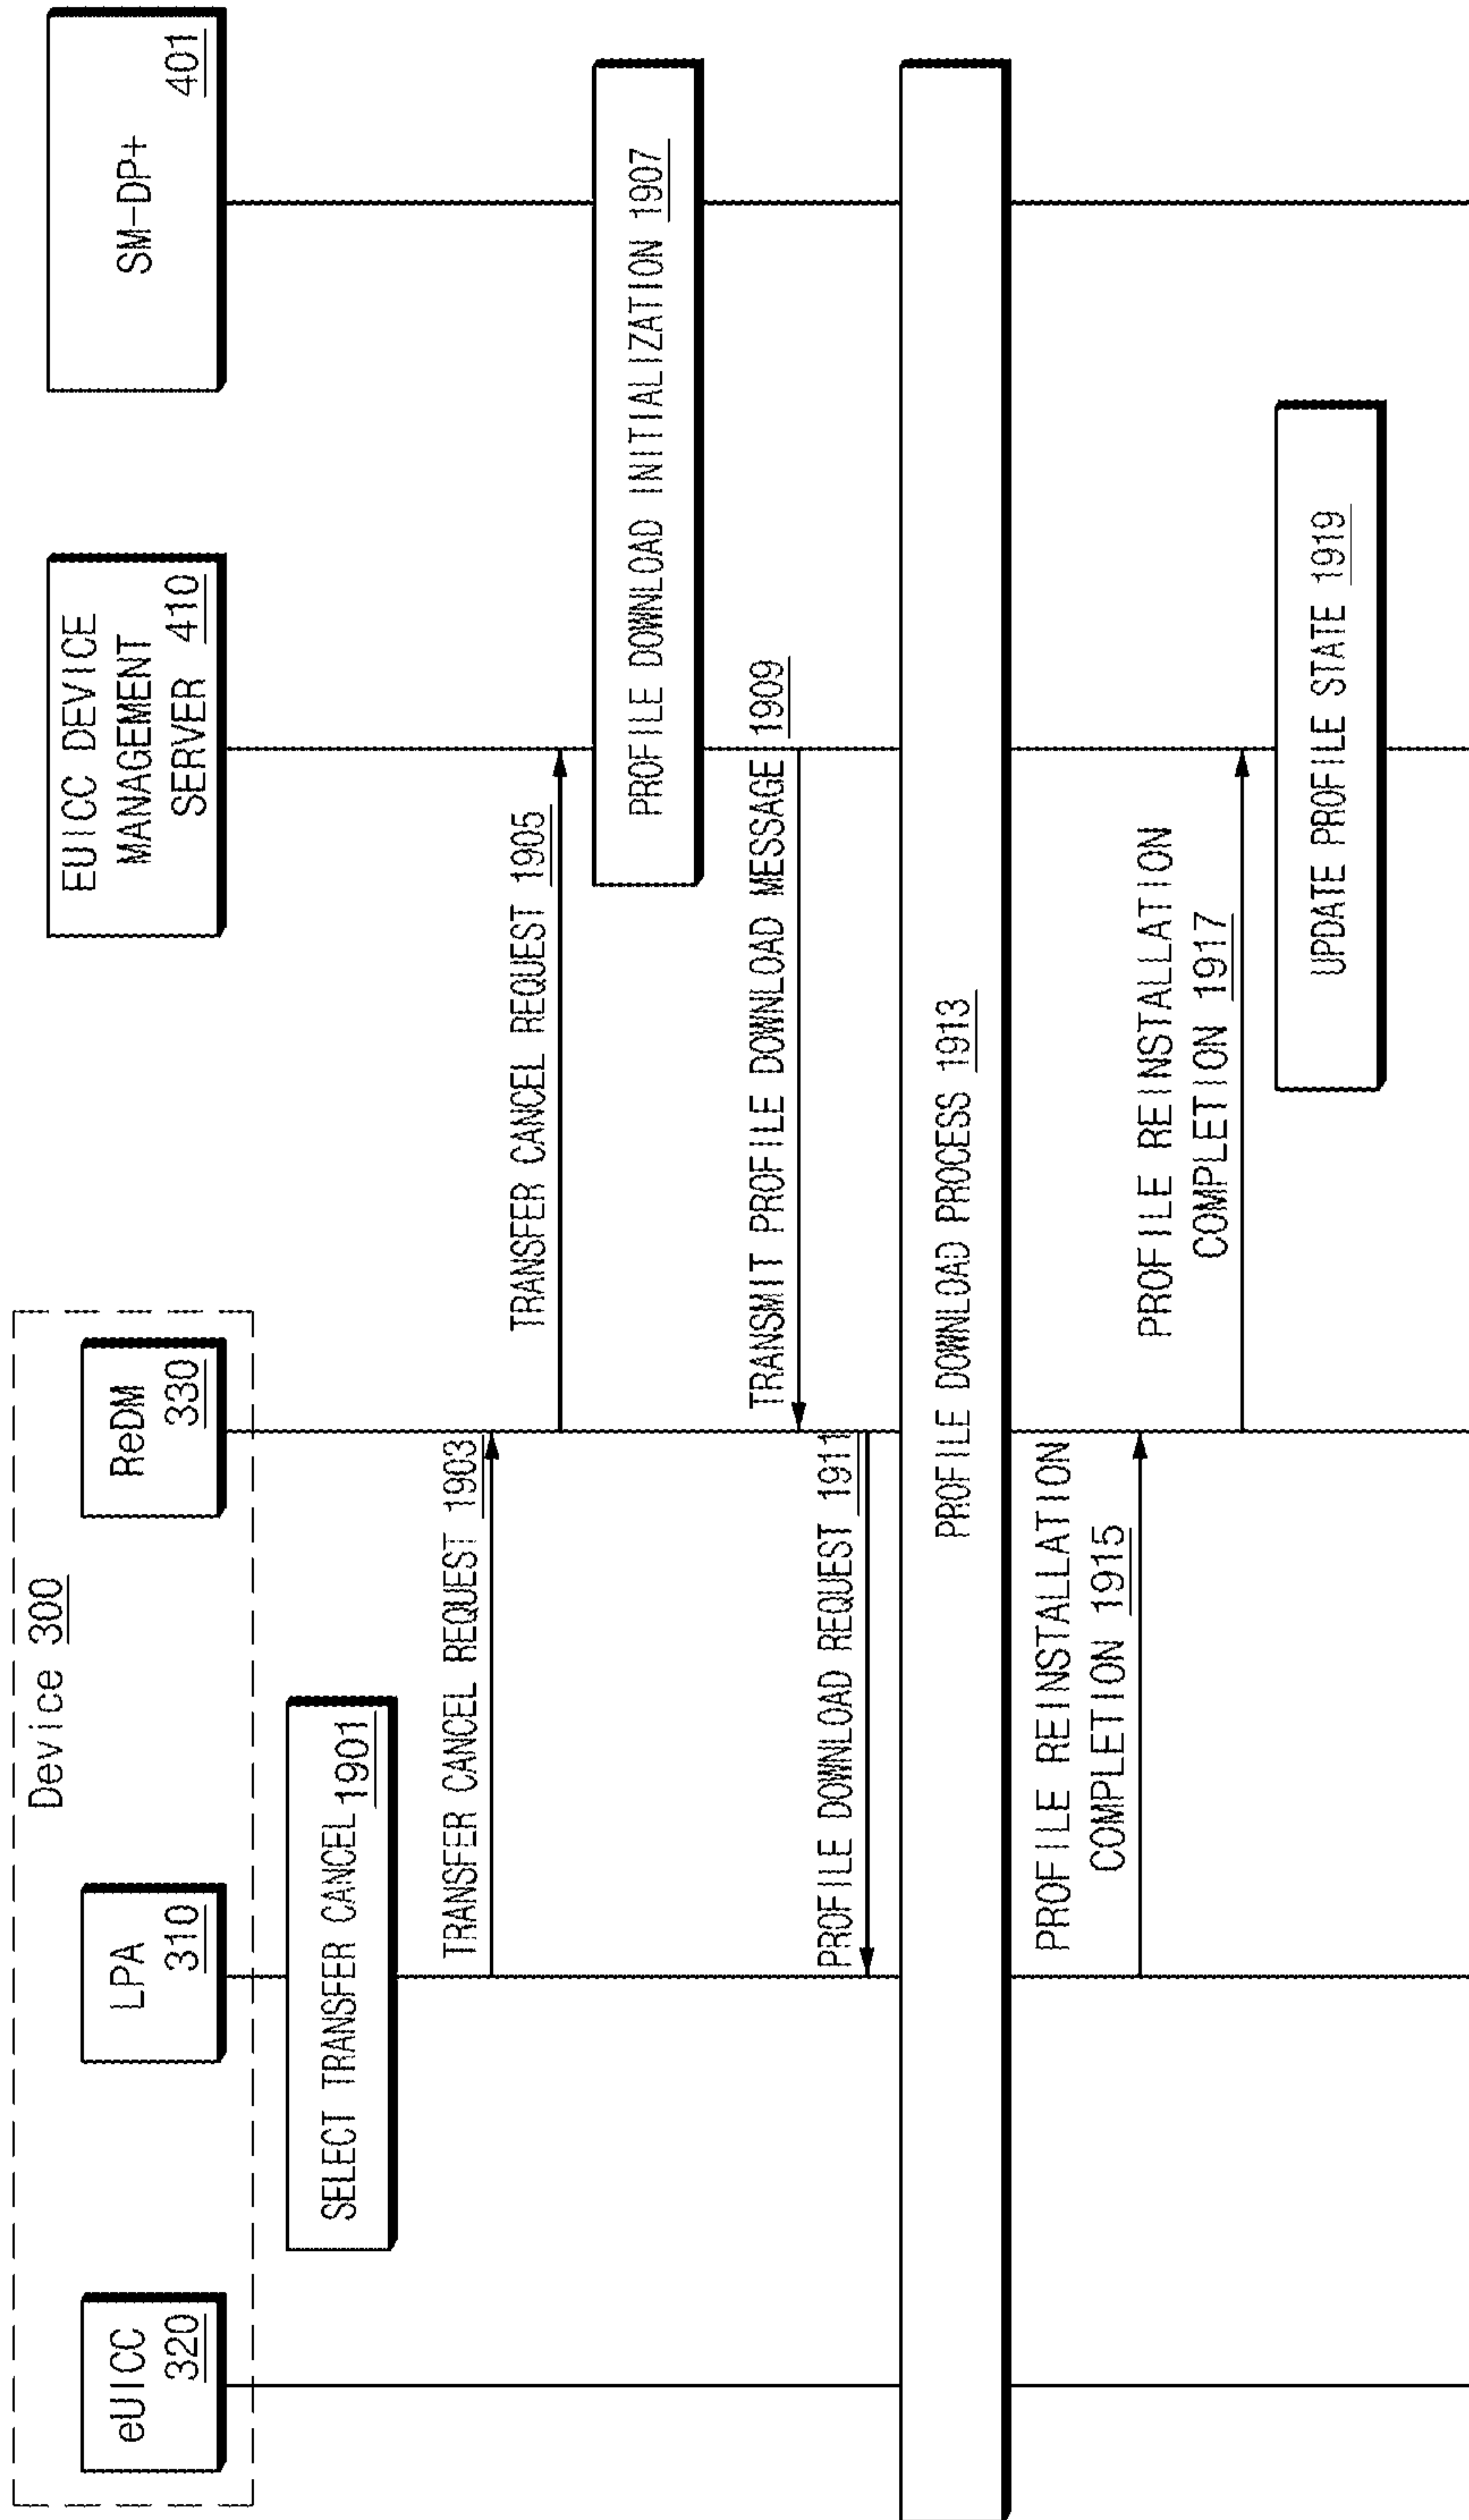 Device 300
eUICC
320
LPA
310
ReDM
330
EUICC DEVICE
MANAGEMENT
SERVER 410
SM-DP+
401
SELECT TRANSFER CANCEL 1901
TRANSFER CANCEL REQUEST 1903
TRANSFER CANCEL REQUEST 1905
PROFILE DOWNLOAD INITIALIZATION 1907
TRANSMIT PROFILE DOWNLOAD MESSAGE 1909
PROFILE DOWNLOAD REQUEST 1911
PROFILE DOWNLOAD PROCESS 1913
PROFILE REINSTALLATION
COMPLETION 1915
PROFILE REINSTALLATION
COMPLETION 1917
UPDATE PROFILE STATE 1919